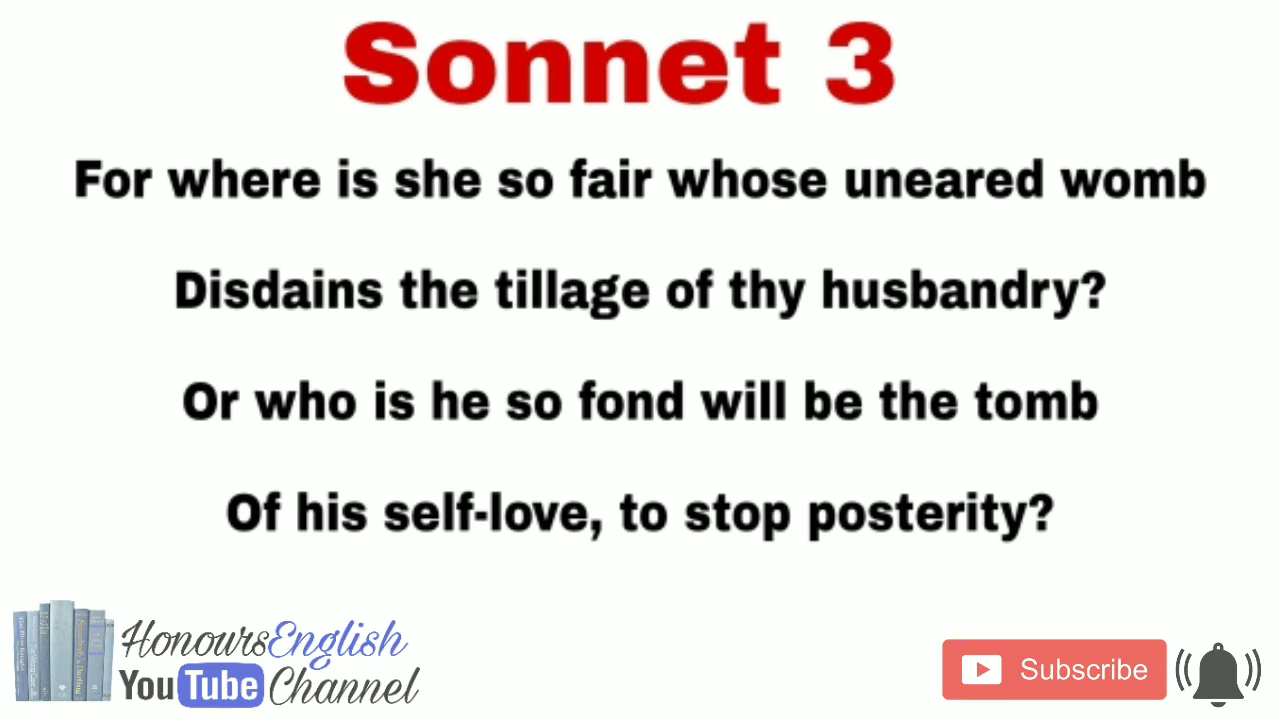 Sonnet 3
For where is she so fair whose uneared womb
Disdains the tillage of thy husbandry?
Or who is he so fond will be the tomb
Of his self-love, to stop posterity?
HonoursEnglish
YouTube Channel
Subscribe